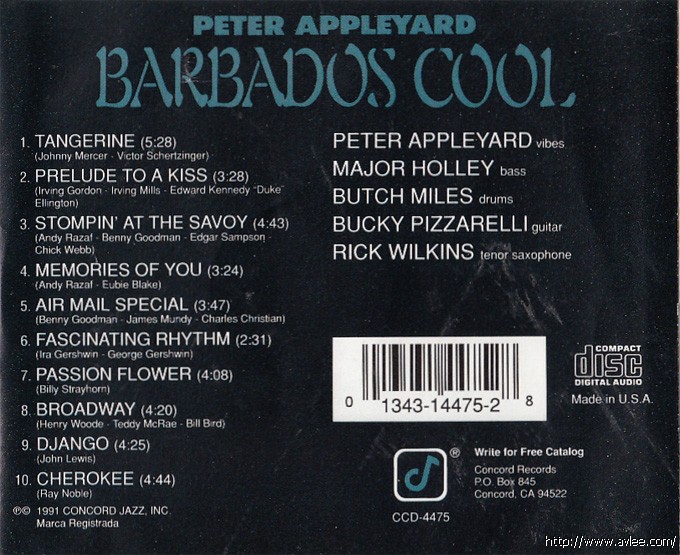 PETER APPLEYARD
BARBADOS COOL
1. TANGERINE (5:28)
(Johnny Mercer - Victor Schertzinger)
2. PRELUDE TO A KISS (3:28)
(Irving Gordon - Irving Mills - Edward Kennedy "Duke"
Ellington)
3. STOMPIN' AT THE SAVOY (4:43)
(Andy Razaf - Benny Goodman - Edgar Sampson -
Chick Webb)
4. MEMORIES OF YOU (3:24)
(Andy Razaf - Eubie Blake)
5. AIR MAIL SPECIAL (3:47)
(Benny Goodman - James Mundy - Charles Christian)
6. FASCINATING RHYTHM (2:31)
(Ira Gershwin - George Gershwin)
7. PASSION FLOWER (4:08)
(Billy Strayhorn)
8. BROADWAY (4:20)
(Henry Woode - Teddy McRae - Bill Bird)
9. DJANGO (4:25)
(John Lewis)
10. CHEROKEE (4:44)
(Ray Noble)
℗© 1991 CONCORD JAZZ, INC.
Marca Registrada
PETER APPLEYARD vibes
MAJOR HOLLEY bass
BUTCH MILES drums
BUCKY PIZZARELLI guitar
RICK WILKINS tenor saxophone
0 1343-14475-2 8
COMPACT
disc
DIGITAL AUDIO
Made in U.S.A.
®
Write for Free Catalog
Concord Records
P.O. Box 845
Concord, CA 94522
CCD-4475
http://www.avlee.com/